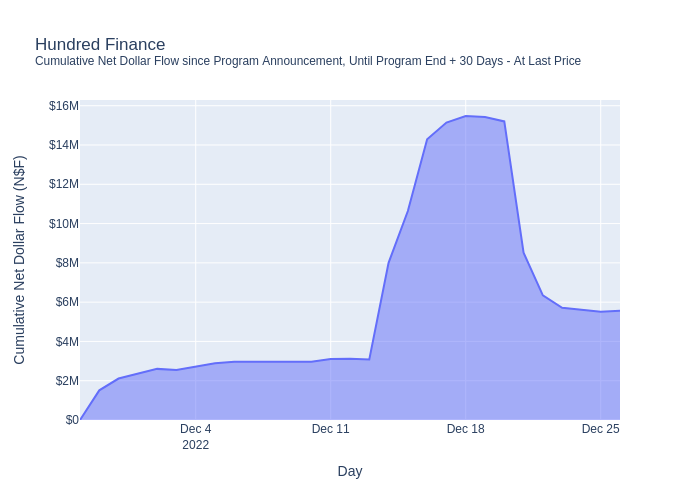 Hundred Finance
Cumulative Net Dollar Flow since Program Announcement, Until Program End + 30 Days - At Last Price
Cumulative Net Dollar Flow (N$F)
$16M
$14M
$12M
$10M
$8M
$6M
$4M
$2M
$0
Dec 4
2022
Dec 11
Dec 18
Dec 25
Day